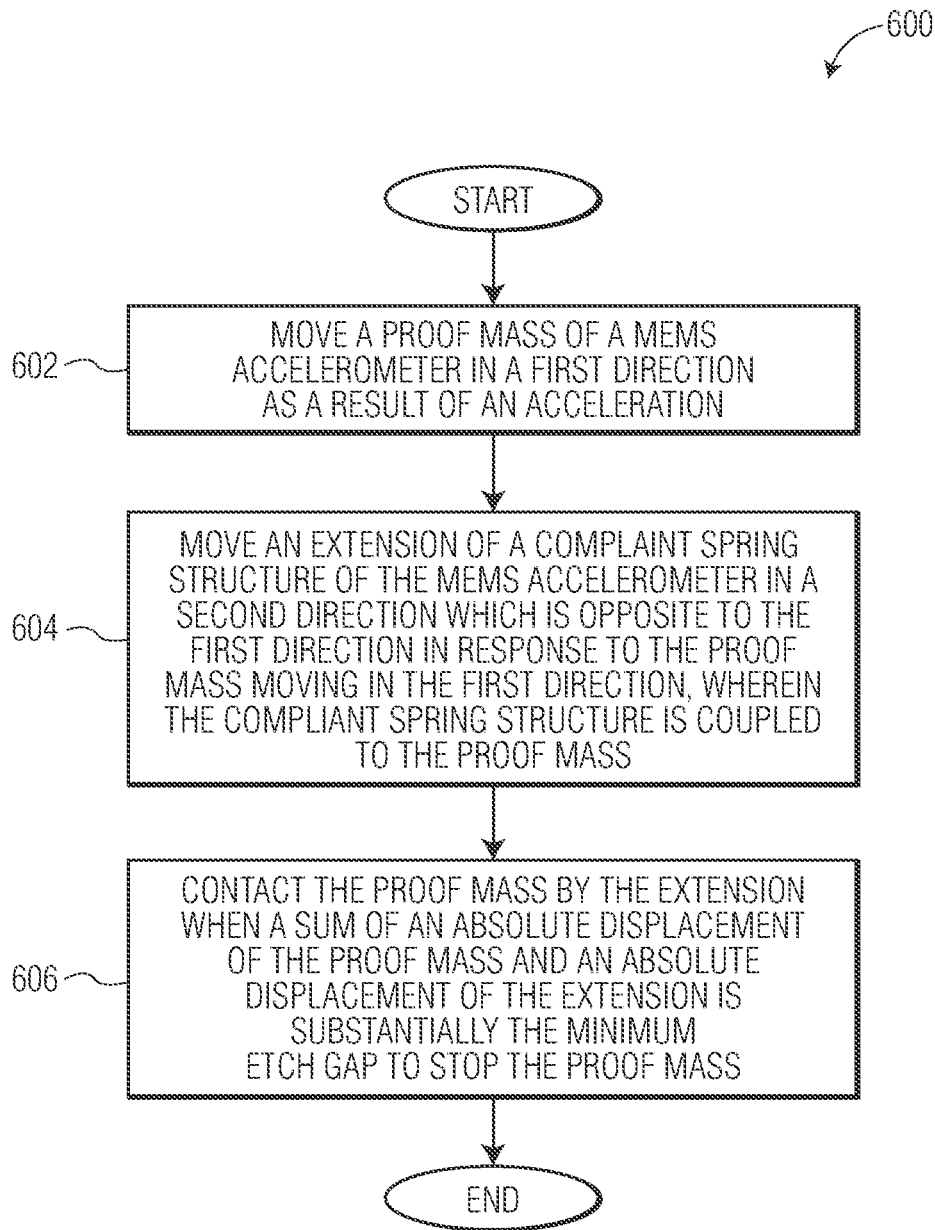 600
START
602
MOVE A PROOF MASS OF A MEMS
ACCELEROMETER IN A FIRST DIRECTION
AS A RESULT OF AN ACCELERATION
604
MOVE AN EXTENSION OF A COMPLAINT SPRING
STRUCTURE OF THE MEMS ACCELEROMETER IN A
SECOND DIRECTION WHICH IS OPPOSITE TO THE
FIRST DIRECTION IN RESPONSE TO THE PROOF
MASS MOVING IN THE FIRST DIRECTION, WHEREIN
THE COMPLIANT SPRING STRUCTURE IS COUPLED
TO THE PROOF MASS
606
CONTACT THE PROOF MASS BY THE EXTENSION
WHEN A SUM OF AN ABSOLUTE DISPLACEMENT
OF THE PROOF MASS AND AN ABSOLUTE
DISPLACEMENT OF THE EXTENSION IS
SUBSTANTIALLY THE MINIMUM
ETCH GAP TO STOP THE PROOF MASS
END